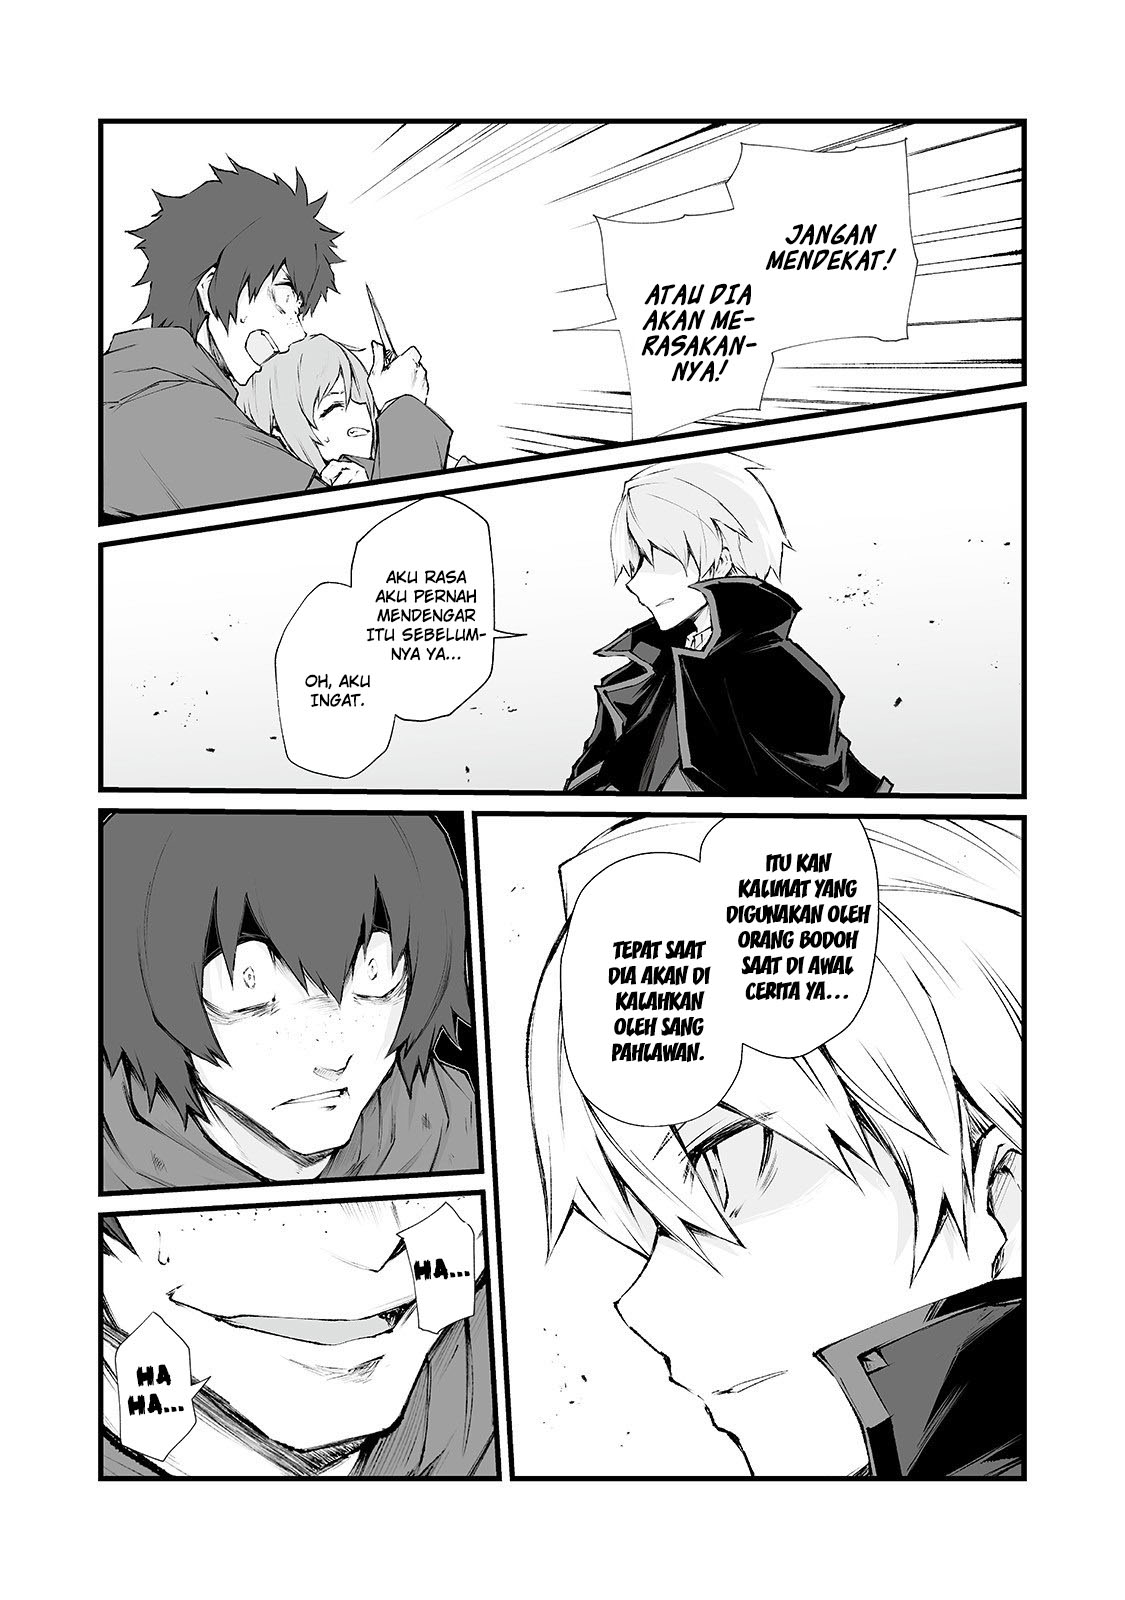 JANGAN
MENDEKAT!
ATAU DIA
AKAN ME-
RASAKAN-
NYA!
AKU RASA
AKU PERNAH
MENDENGAR
ITU SEBELUM-
NYA YA...
OH, AKU
INGAT.
ITU KAN
KALIMAT YANG
DIGUNAKAN OLEH
ORANG BODOH
SAAT DI AWAL
CERITA YA...
TEPAT SAAT
DIA AKAN DI
KALAHKAN
OLEH SANG
PAHLAWAN.
HA...
HA
HA...